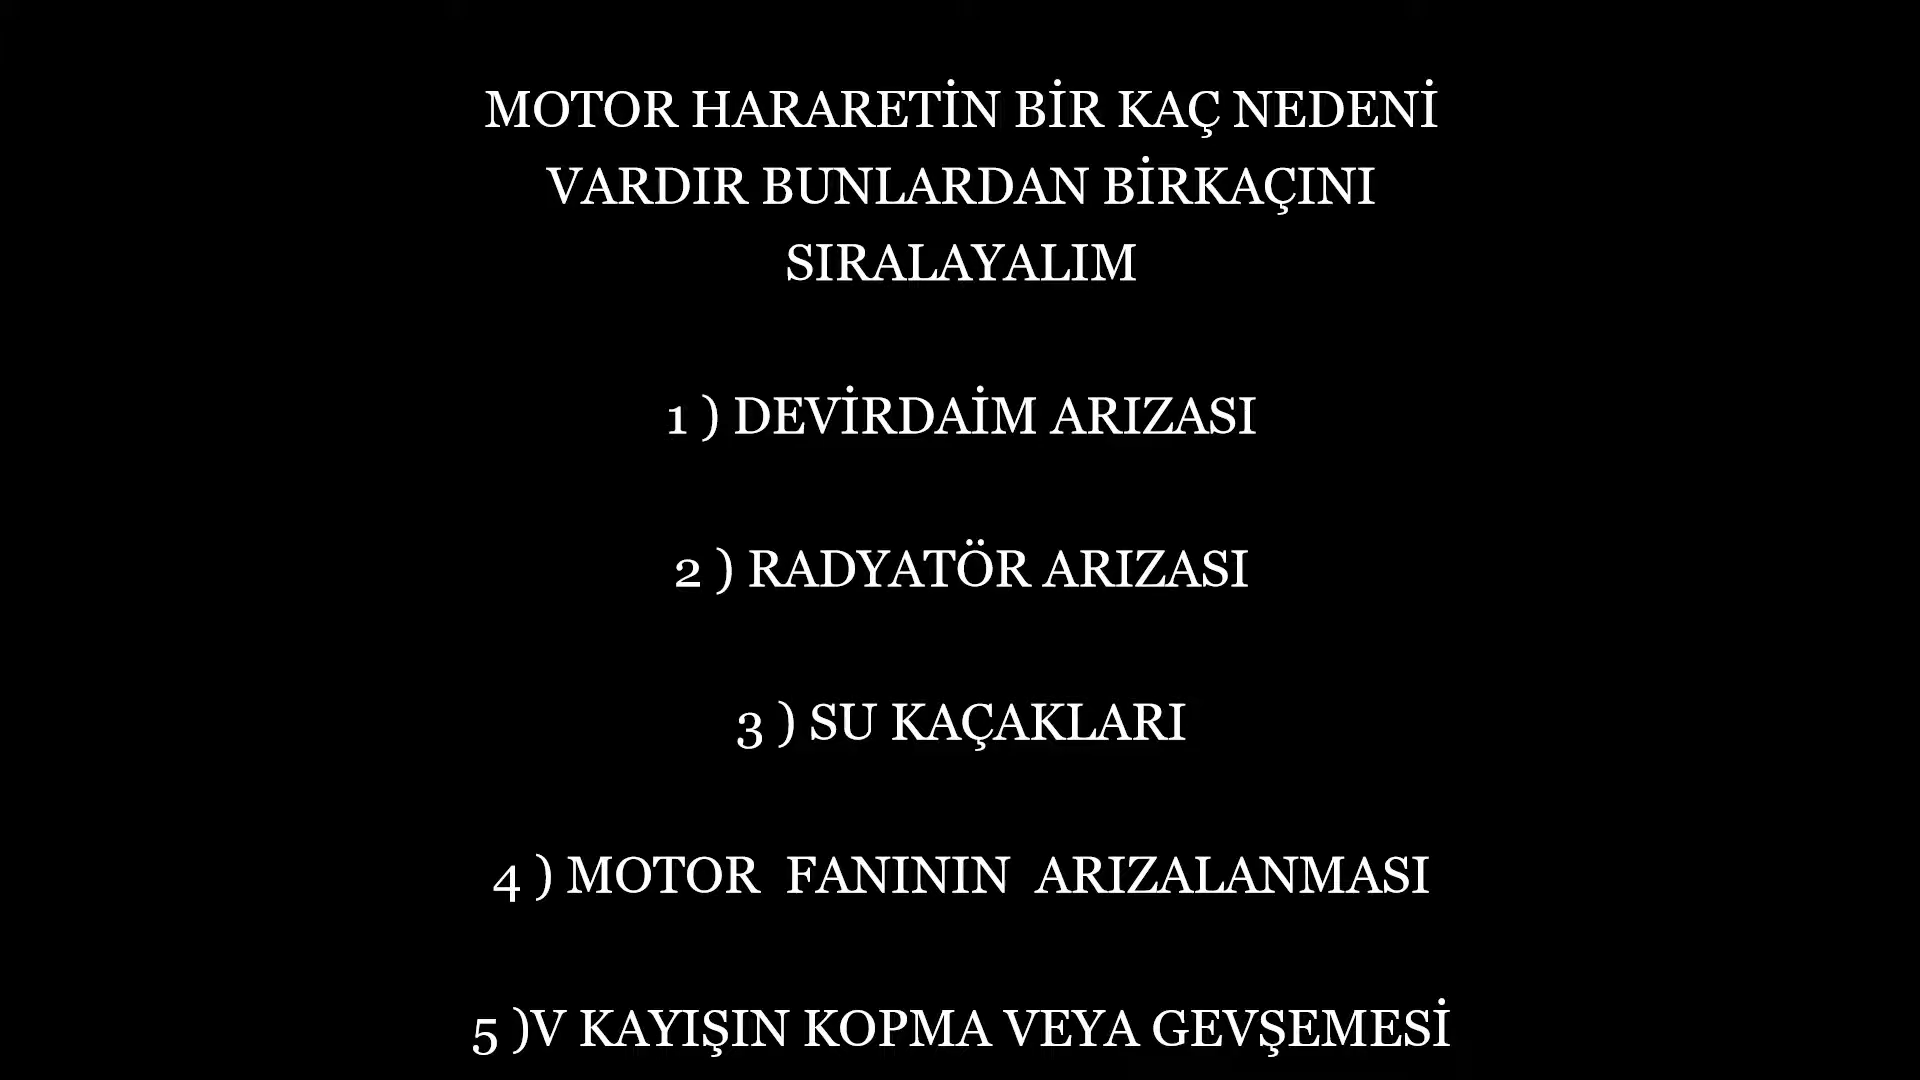 MOTOR HARARETİN BİR KAÇ NEDENİ
VARDIR BUNLARDAN BİRKAÇINI
SIRALAYALIM
1 ) DEVİRDAİM ARIZASI
2 ) RADYATÖR ARIZASI
3 ) SU KAÇAKLARI
4 ) MOTOR  FANININ  ARIZALANMASI
5 )V KAYIŞIN KOPMA VEYA GEVŞEMESİ